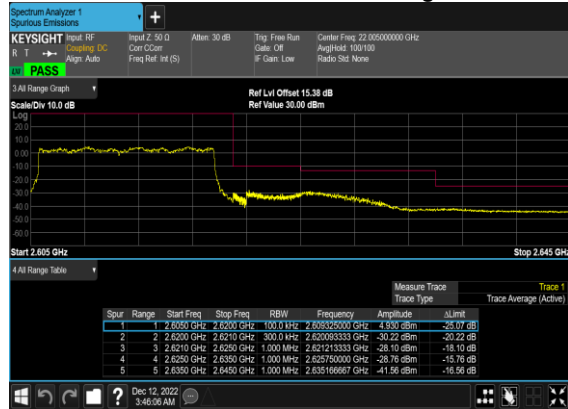 Spectrum Analyzer 1
Spurious Emissions
+
KEYSIGHT Input: RF Input Z: 50 Ω Atten: 30 dB Trig: Free Run Center Freq: 22.005000000 GHz
R T Coupling: DC Corr CCorr Gate: Off Avg|Hold: 100/100
Align: Auto Freq Ref: Int (S) IF Gain: Low Radio Std: None
LXI PASS
3 All Range Graph
Ref Lvl Offset 15.38 dB
Scale/Div 10.0 dB Ref Value 30.00 dBm
Log
20.0
10.0
0.00
-10.0
-20.0
-30.0
-40.0
-50.0
-60.0
Start 2.605 GHz Stop 2.645 GHz
4 All Range Table
Measure Trace Trace 1
Trace Type Trace Average (Active)
Spur Range Start Freq Stop Freq RBW Frequency Amplitude ΔLimit
1 1 2.6050 GHz 2.6200 GHz 100.0 kHz 2.609325000 GHz 4.930 dBm -25.07 dB
2 2 2.6200 GHz 2.6210 GHz 300.0 kHz 2.620093333 GHz -30.22 dBm -20.22 dB
3 3 2.6210 GHz 2.6250 GHz 1.000 MHz 2.621213333 GHz -28.10 dBm -18.10 dB
4 4 2.6250 GHz 2.6350 GHz 1.000 MHz 2.625750000 GHz -28.76 dBm -15.76 dB
5 5 2.6350 GHz 2.6450 GHz 1.000 MHz 2.635166667 GHz -41.56 dBm -16.56 dB
? Dec 12, 2022
3:46:06 AM